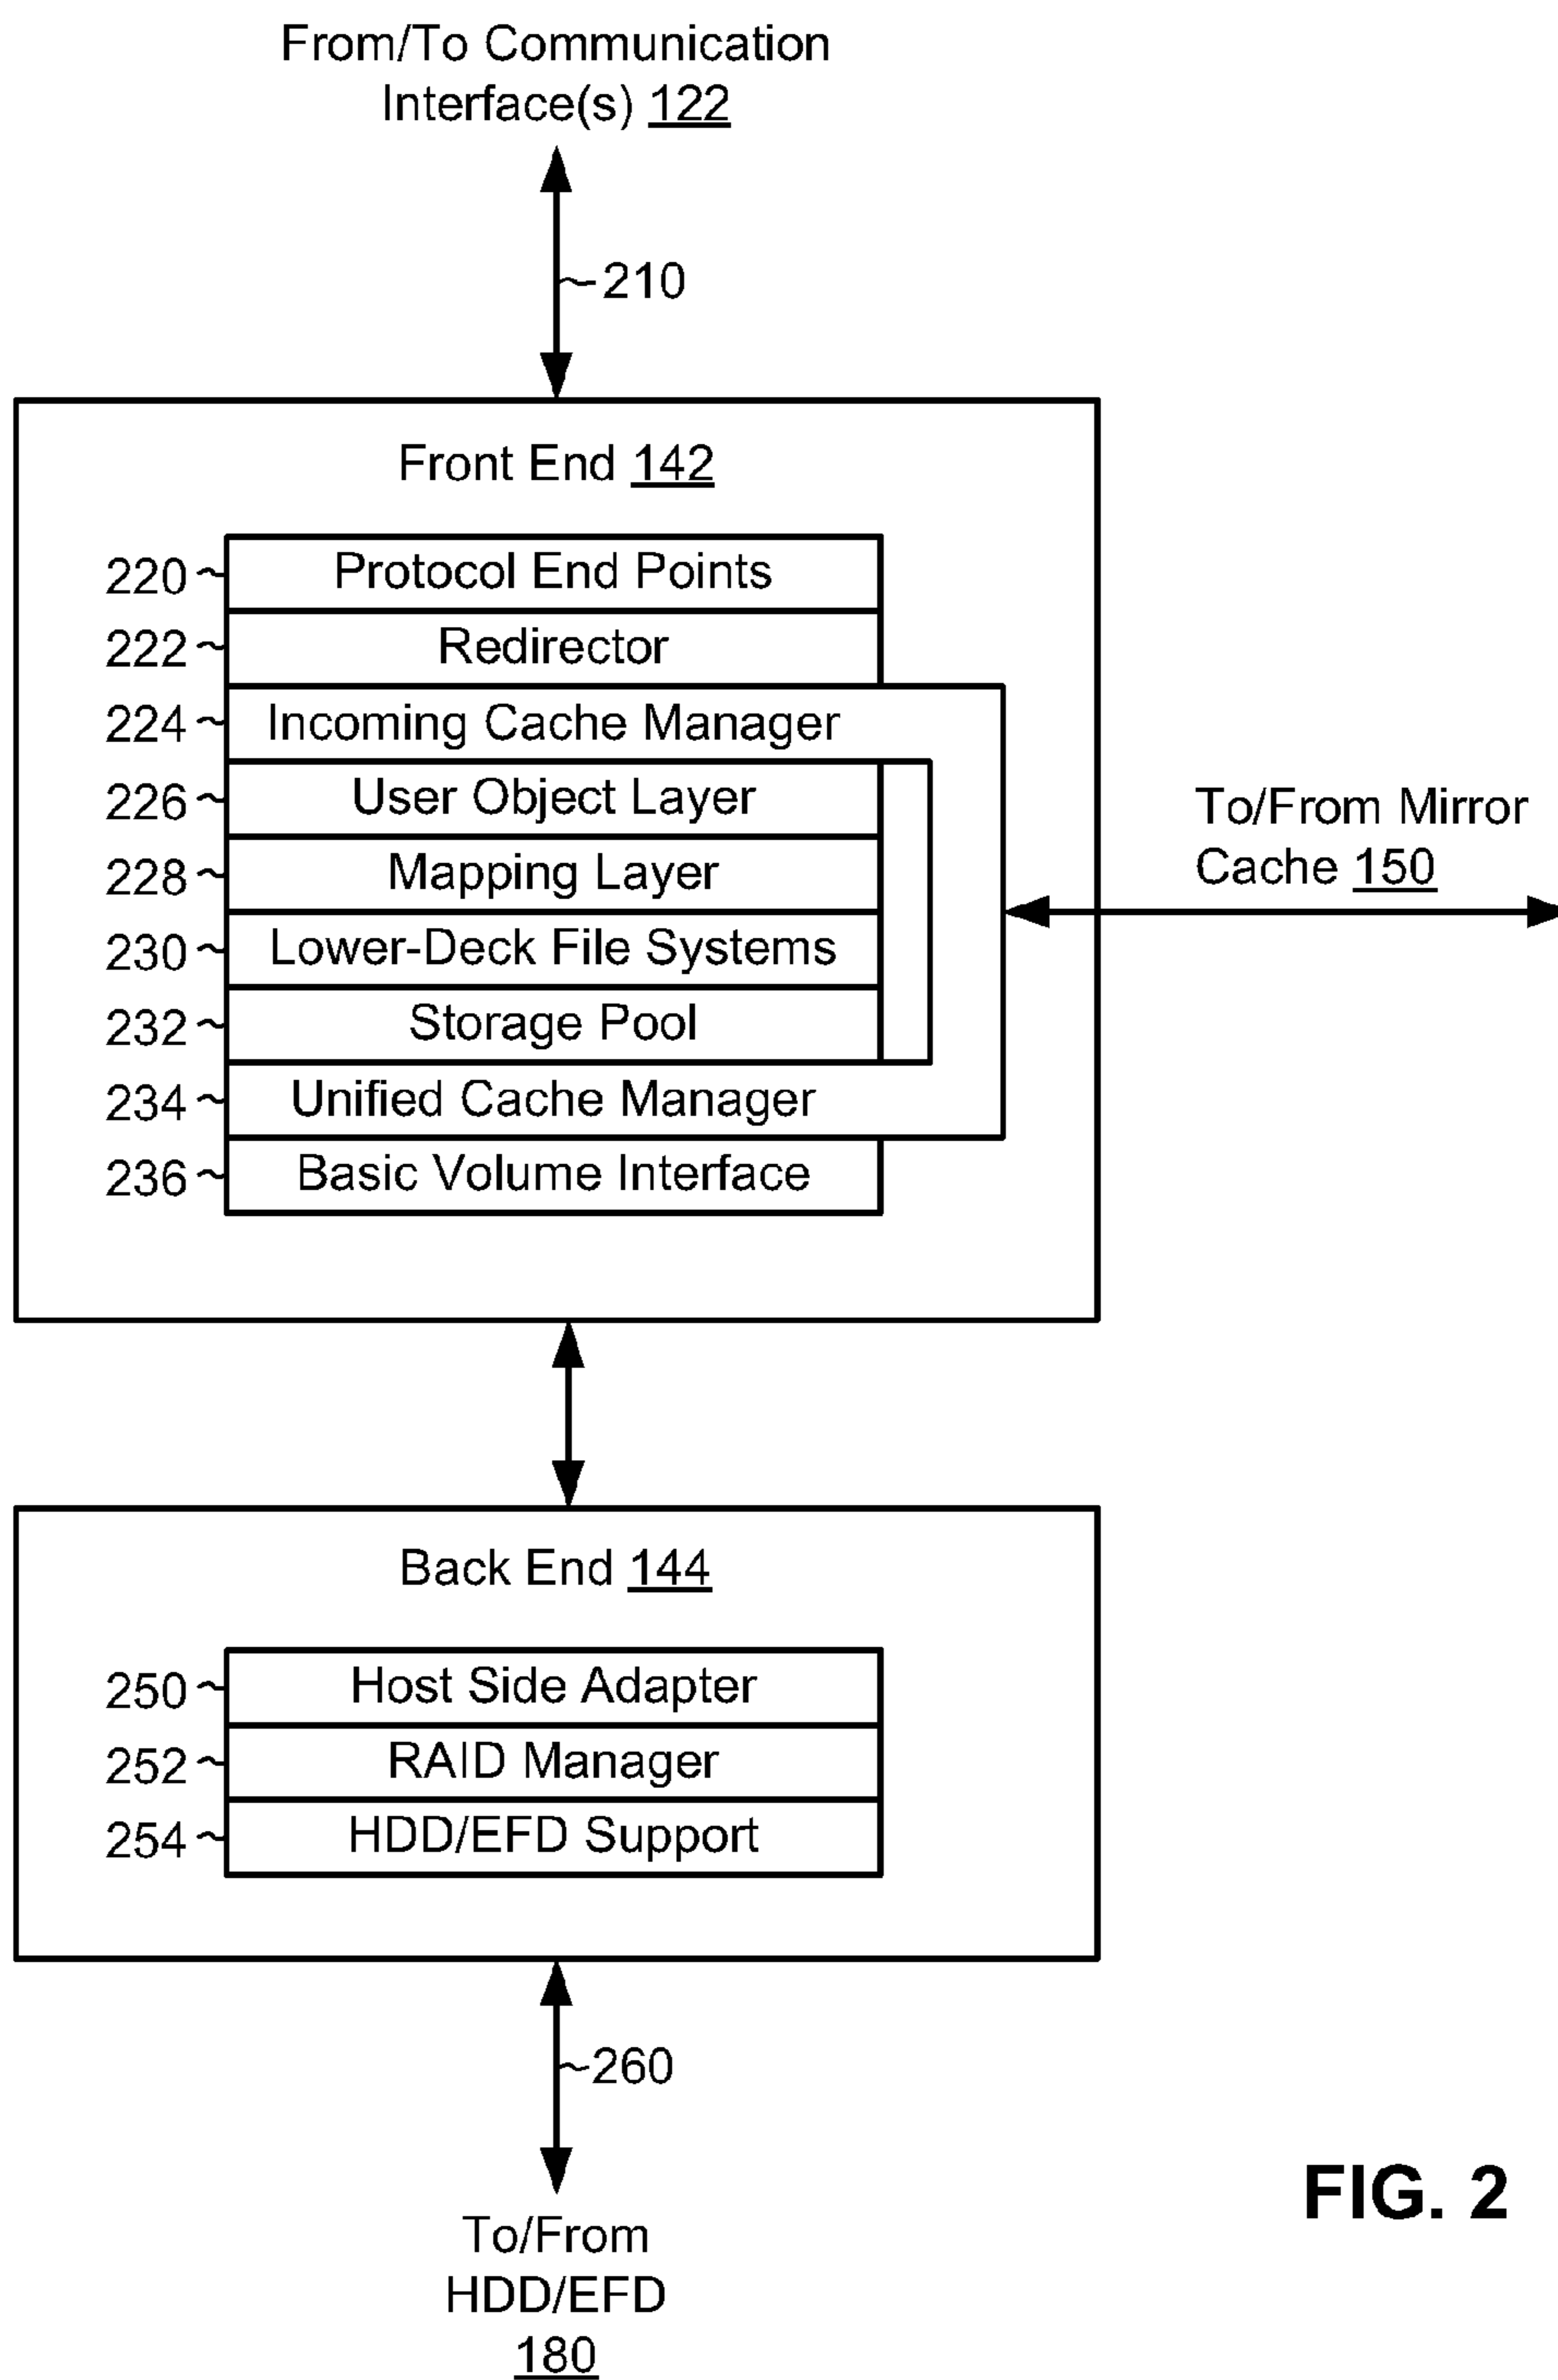 From/To Communication
Interface(s) 122
210
Front End 142
220 Protocol End Points
222 Redirector
224 Incoming Cache Manager
226 User Object Layer
228 Mapping Layer
230 Lower-Deck File Systems
232 Storage Pool
234 Unified Cache Manager
236 Basic Volume Interface
To/From Mirror
Cache 150
Back End 144
250 Host Side Adapter
252 RAID Manager
254 HDD/EFD Support
260
To/From
HDD/EFD
180
FIG. 2